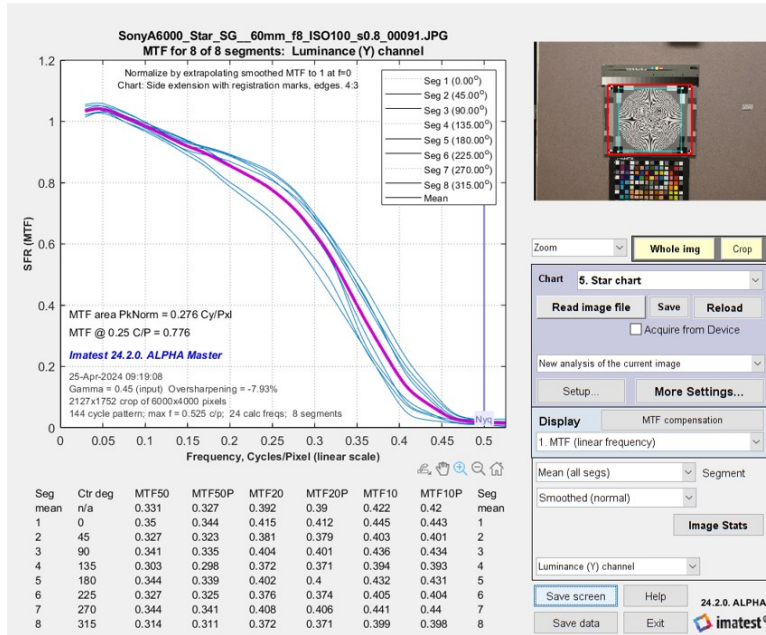 SonyA6000_Star_SG__60mm_f8_ISO100_s0.8_00091.JPG
MTF for 8 of 8 segments: Luminance (Y) channel
Normalize by extrapolating smoothed MTF to 1 at f=0
Chart: Side extension with registration marks, edges. 4:3
Seg 1 (0.00°)
Seg 2 (45.00°)
Seg 3 (90.00°)
Seg 4 (135.00°)
Seg 5 (180.00°)
Seg 6 (225.00°)
Seg 7 (270.00°)
Seg 8 (315.00°)
Mean
1.2
1
0.8
0.6
0.4
0.2
0
SFR (MTF)
MTF area PkNorm = 0.276 Cy/Pxl
MTF @ 0.25 C/P = 0.776
Imatest 24.2.0. ALPHA Master
25-Apr-2024 09:19:08
Gamma = 0.45 (input) Oversharpening = -7.93%
2127x1752 crop of 6000x4000 pixels
144 cycle pattern; max f = 0.525 c/p; 24 calc freqs; 8 segments
Nyq
0 0.05 0.1 0.15 0.2 0.25 0.3 0.35 0.4 0.45 0.5
Frequency, Cycles/Pixel (linear scale)
Seg Ctr deg MTF50 MTF50P MTF20 MTF20P MTF10 MTF10P Seg
mean n/a 0.331 0.327 0.392 0.39 0.422 0.42 mean
1 0 0.35 0.344 0.415 0.412 0.445 0.443 1
2 45 0.327 0.323 0.381 0.379 0.403 0.401 2
3 90 0.341 0.335 0.404 0.401 0.436 0.434 3
4 135 0.303 0.298 0.372 0.371 0.394 0.393 4
5 180 0.344 0.339 0.402 0.4 0.432 0.431 5
6 225 0.327 0.325 0.376 0.374 0.405 0.404 6
7 270 0.344 0.341 0.408 0.406 0.441 0.44 7
8 315 0.314 0.311 0.372 0.371 0.399 0.398 8
Zoom
Whole img
Crop
Chart
5. Star chart
Read image file
Save
Reload
Acquire from Device
New analysis of the current image
Setup...
More Settings...
Display
MTF compensation
1. MTF (linear frequency)
Mean (all segs)
Segment
Smoothed (normal)
Image Stats
Luminance (Y) channel
Save screen
Help
24.2.0. ALPHA
Save data
Exit
imatest®